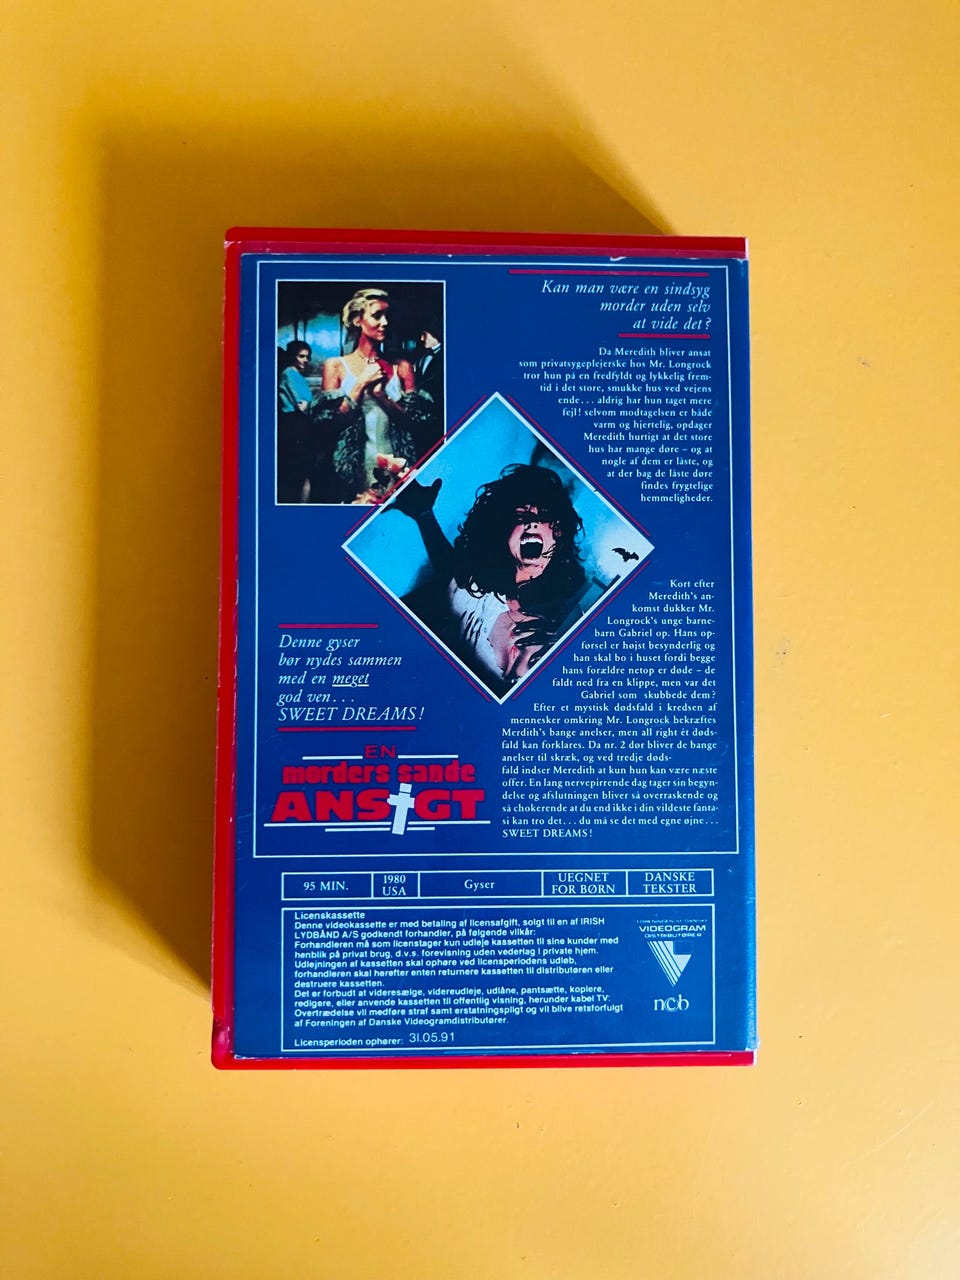 Kan man være en sindsyg
morder uden selv
at vide det?
Da Meredith bliver ansat
som privatsygeplejerske hos Mr. Longrock
tror hun på en fredfyldt og lykkelig frem-
tid i det store, smukke hus ved vejens
ende... aldrig har hun taget mere
fejl! selvom modtagelsen er både
varm og hjertelig, opdager
Meredith hurtigt at det store
hus har mange døre – og at
nogle af dem er låste, og
at der bag de låste døre
findes frygtelige
hemmeligheder.
Kort efter
Meredith's an-
komst dukker Mr.
Longrock's unge barne-
barn Gabriel op. Hans op-
førsel er højst besynderlig og
han skal bo i huset fordi begge
hans forældre netop er døde – de
faldt ned fra en klippe, men var det
Gabriel som skubbede dem?
Efter et mystisk dødsfald i kredsen af
mennesker omkring Mr. Longrock bekræftes
Merdith's bange anelser, men all right ét døds-
fald kan forklares. Da nr. 2 dør bliver de bange
anelser til skræk, og ved tredje døds-
fald indser Meredith at kun hun kan være næste
offer. En lang nervepirrende dag tager sin begyn-
delse og afslutningen bliver så overraskende og
så chokerende at du end ikke i din vildeste fanta-
si kan tro det... du må se det med egne øjne...
SWEET DREAMS!
Denne gyser
bør nydes sammen
med en meget
god ven...
SWEET DREAMS!
EN
morders sande
ANSIGT
95 MIN.
1980
USA
Gyser
UEGNET
FOR BØRN
DANSKE
TEKSTER
Licenskassette
Denne videokassette er med betaling af licensafgift, solgt til en af IRISH
LYDBÅND A/S godkendt forhandler, på følgende vilkår:
Forhandleren må som licenstager kun udleje kassetten til sine kunder med
henblik på privat brug, d.v.s. forevisning uden vederlag i private hjem.
Udlejningen af kassetten skal ophøre ved licensperiodens udløb,
forhandleren skal herefter enten returnere kassetten til distributøren eller
destruere kassetten.
Det er forbudt at videresælge, videreudleje, udlåne, pantsætte, kopiere,
redigere, eller anvende kassetten til offentlig visning, herunder kabel TV:
Overtrædelse vil medføre straf samt erstatningspligt og vil blive retsforfulgt
af Foreningen af Danske Videogramdistributører.
Licensperioden ophører: 31.05.91
VIDEOGRAM
DISTRIBUTØRER
ncb